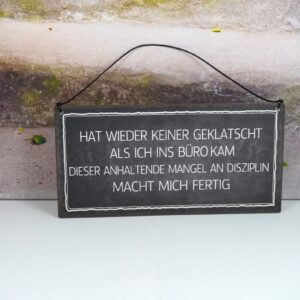 HAT WIEDER KEINER GEKLATSCHT
ALS ICH INS BÜRO KAM
DIESER ANHALTENDE MANGEL AN DISZIPLIN
MACHT MICH FERTIG